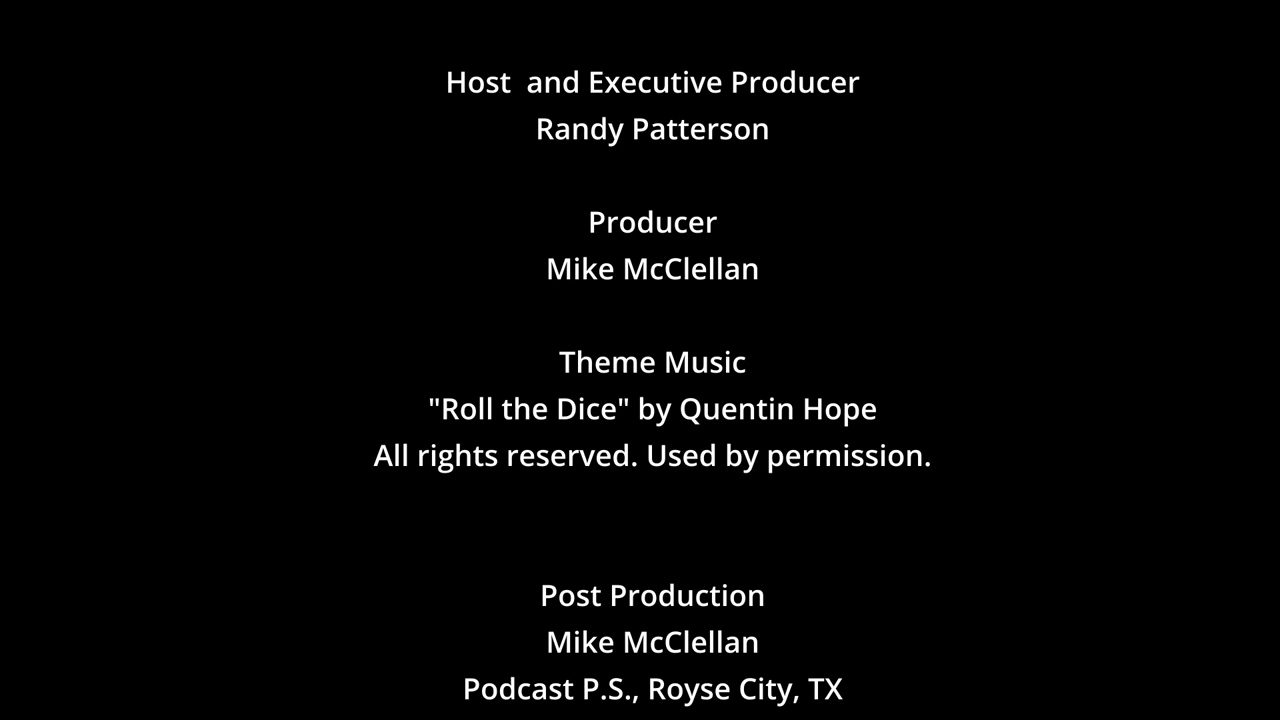 Host  and Executive Producer
Randy Patterson
Producer
Mike McClellan
Theme Music
"Roll the Dice" by Quentin Hope
All rights reserved. Used by permission.
Post Production
Mike McClellan
Podcast P.S., Royse City, TX